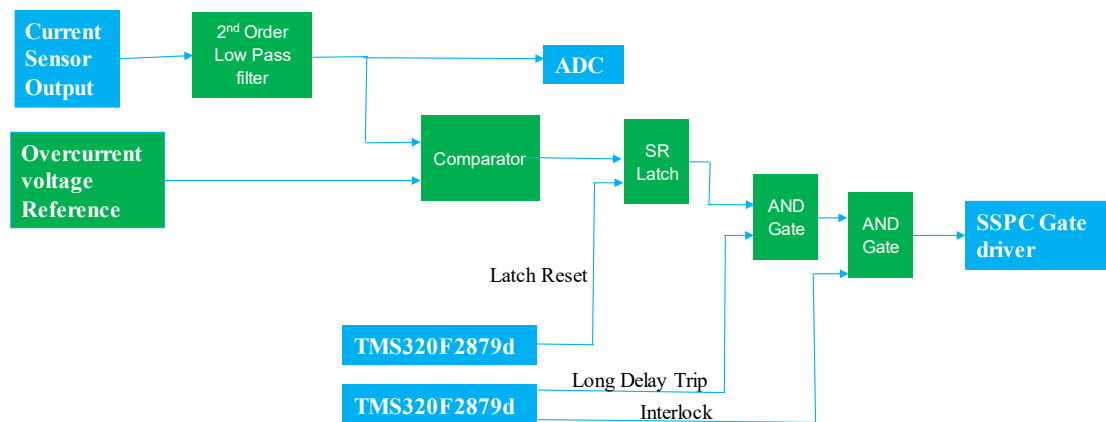 Current
Sensor
Output
2nd Order
Low Pass
filter
ADC
Overcurrent
voltage
Reference
Comparator
SR
Latch
AND
Gate
AND
Gate
SSPC Gate
driver
Latch Reset
TMS320F2879d
Long Delay Trip
TMS320F2879d
Interlock